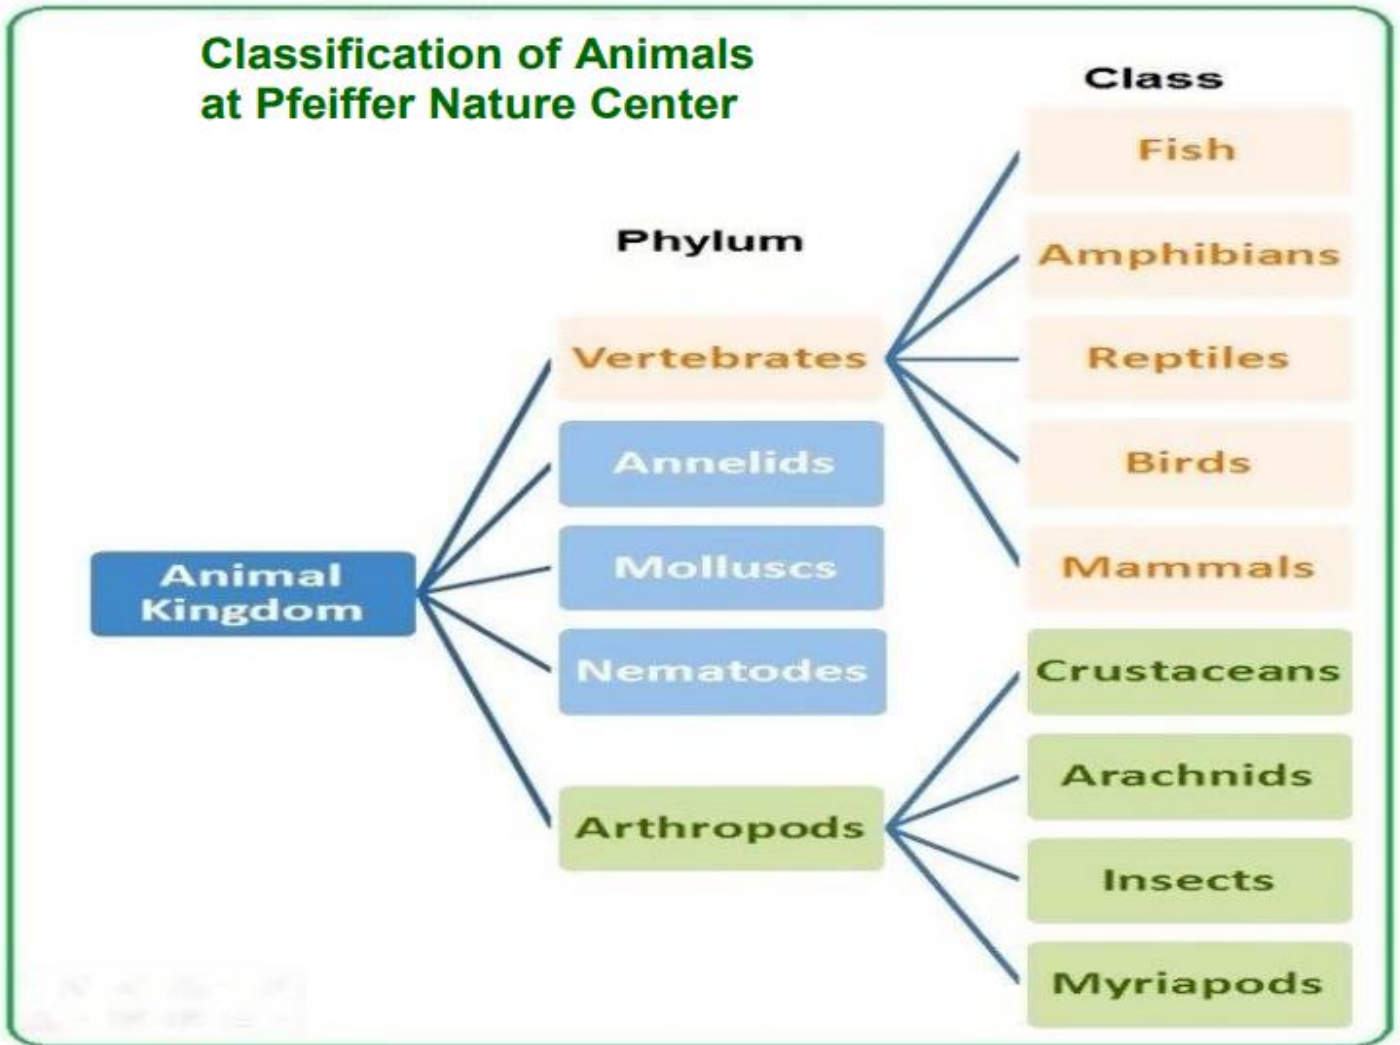 Classification of Animals
at Pfeiffer Nature Center
Class
Fish
Amphibians
Reptiles
Birds
Mammals
Crustaceans
Arachnids
Insects
Myriapods
Phylum
Vertebrates
Annelids
Molluscs
Nematodes
Arthropods
Animal
Kingdom